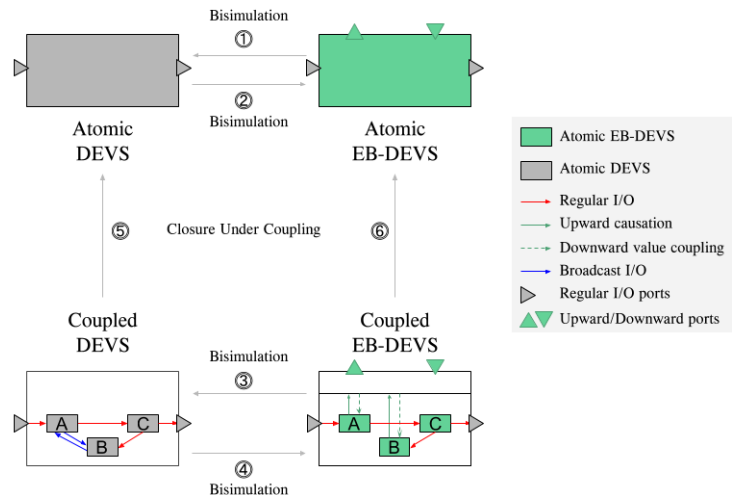 Bisimulation
①
②
Bisimulation
Atomic
DEVS
Atomic
EB-DEVS
Atomic EB-DEVS
Atomic DEVS
Regular I/O
Upward causation
Downward value coupling
Broadcast I/O
Regular I/O ports
Upward/Downward ports
⑤
Closure Under Coupling
⑥
Coupled
DEVS
Coupled
EB-DEVS
Bisimulation
③
A
C
B
A
C
B
④
Bisimulation